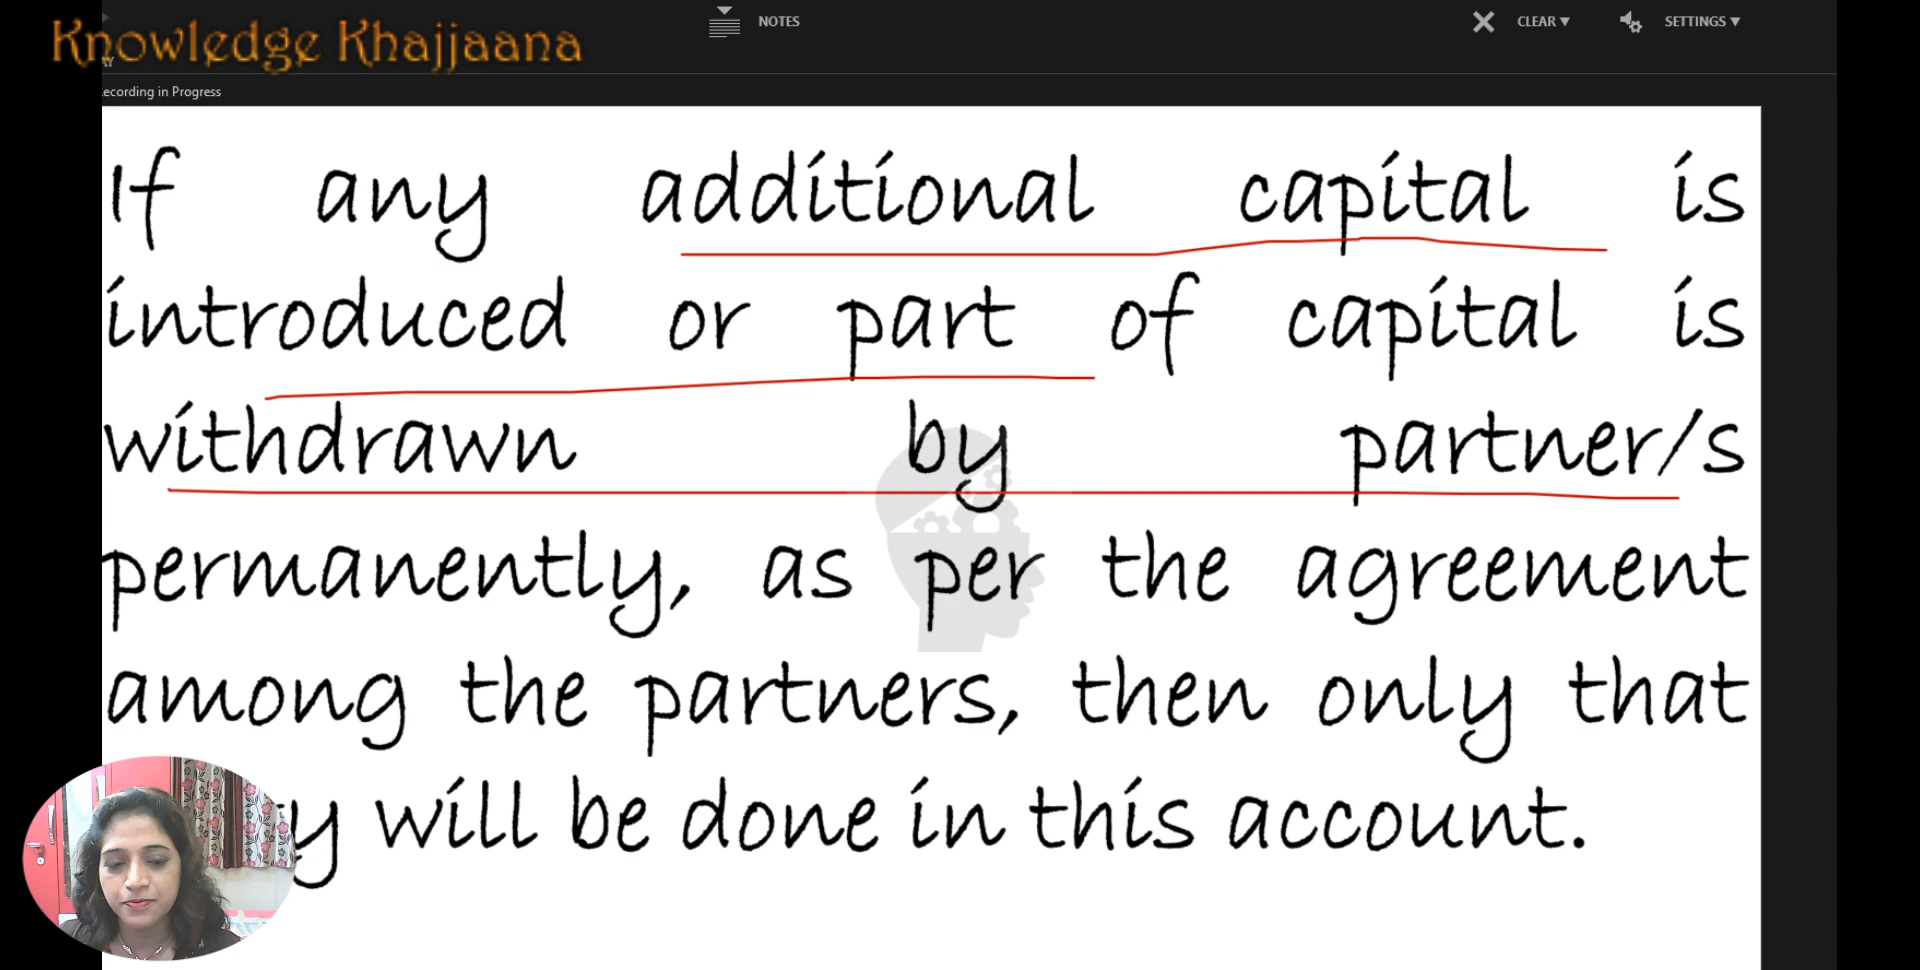 Knowledge Khajjaana
NOTES
CLEAR
SETTINGS
ecording in Progress
If any additional capital is
introduced or part of capital is
withdrawn by partner/s
permanently, as per the agreement
among the partners, then only that
will be done in this account.